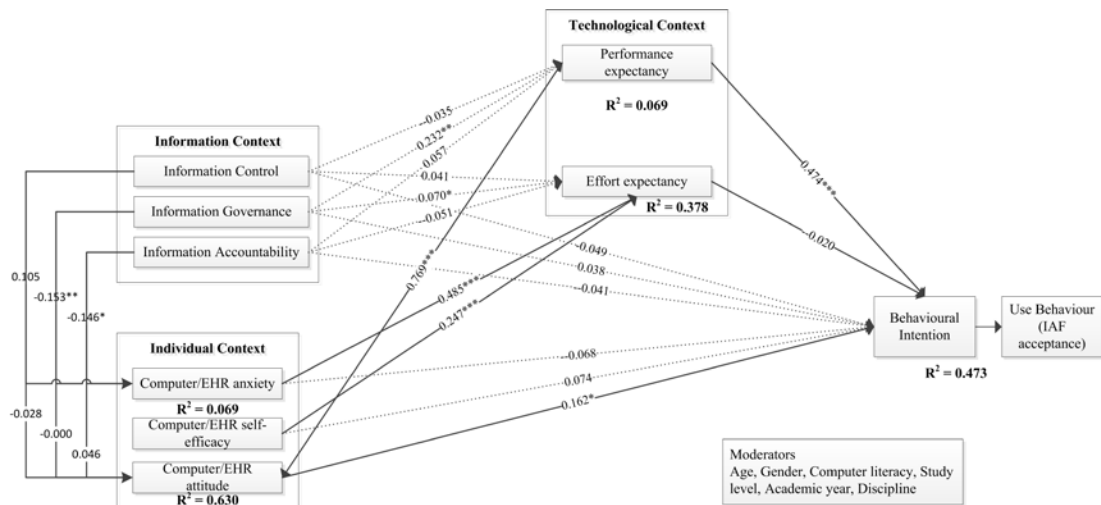 Technological Context
Performance
expectancy
R² = 0.069
Effort expectancy
R² = 0.378
Information Context
Information Control
Information Governance
Information Accountability
-0.035
0.232**
0.057
0.041
0.070*
-0.051
0.474***
-0.020
-0.049
0.038
-0.041
0.769***
0.485***
0.247***
-0.068
0.074
0.162*
0.105
-0.153**
-0.146*
-0.028
-0.000
0.046
Individual Context
Computer/EHR anxiety
R² = 0.069
Computer/EHR self-
efficacy
Computer/EHR
attitude
R² = 0.630
Behavioural
Intention
R² = 0.473
Use Behaviour
(IAF
acceptance)
Moderators
Age, Gender, Computer literacy, Study
level, Academic year, Discipline